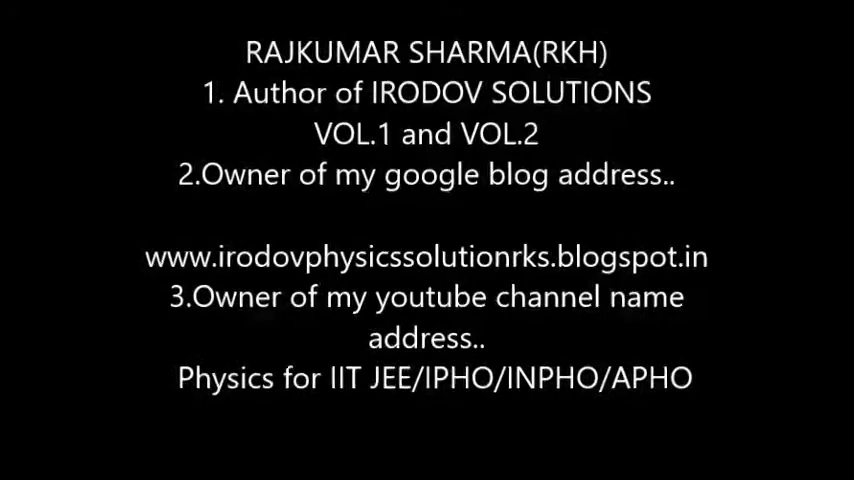 RAJKUMAR SHARMA(RKH)
1. Author of IRODOV SOLUTIONS
VOL.1 and VOL.2
2.Owner of my google blog address..
www.irodovphysicssolutionrks.blogspot.in
3.Owner of my youtube channel name
address..
Physics for IIT JEE/IPHO/INPHO/APHO